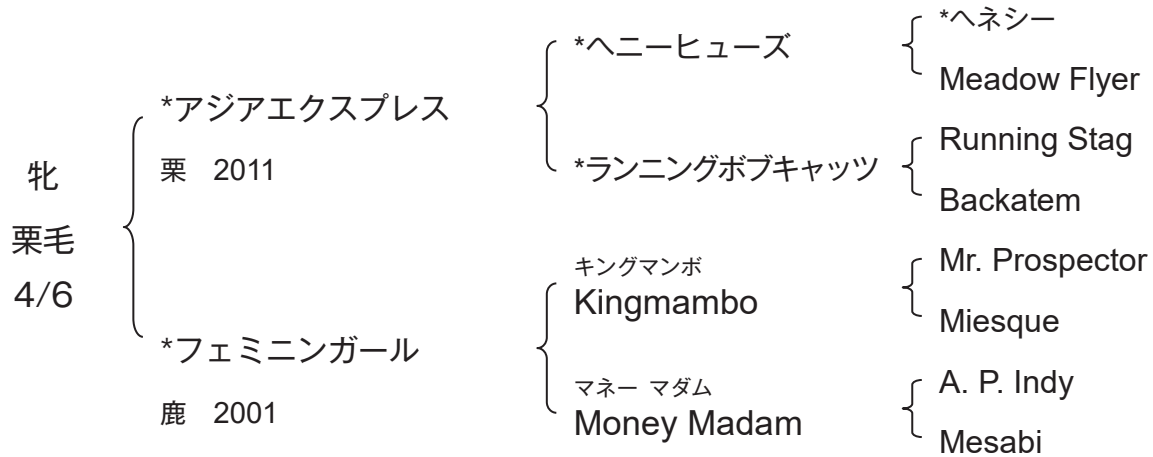 牝
栗毛
4/6
*アジアエクスプレス
栗 2011
*フェミニンガール
鹿 2001
*ヘニーヒューズ
*ランニングボブキャッツ
キングマンボ
Kingmambo
マネー マダム
Money Madam
*ヘネシー
Meadow Flyer
Running Stag
Backatem
Mr. Prospector
Miesque
A. P. Indy
Mesabi